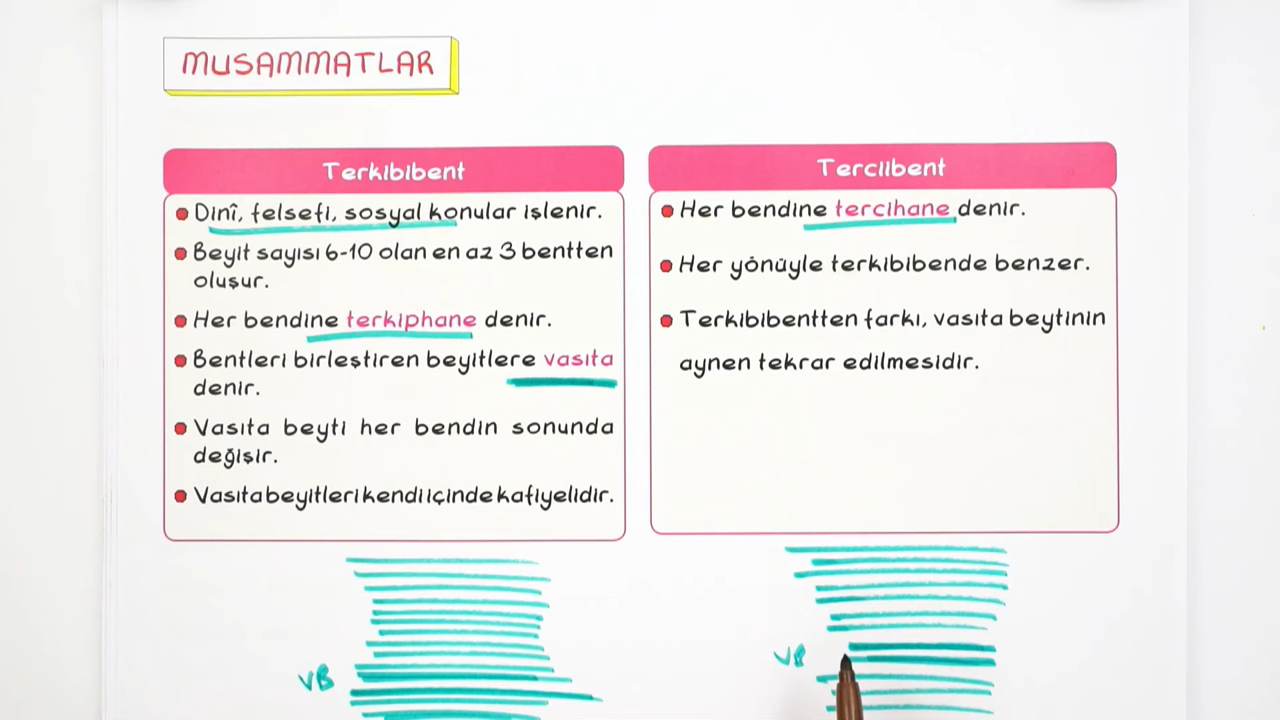 MUSAMMATLAR
Terkibibent
Dinî, felsefi, sosyal konular işlenir.
Beyit sayısı 6-10 olan en az 3 bentten
oluşur.
Her bendine terkiphane denir.
Bentleri birleştiren beyitlere vasıta
denir.
Vasıta beyti her bendin sonunda
değişir.
Vasıta beyitleri kendi içinde kafiyelidir.
VB
Terciibent
Her bendine tercihane denir.
Her yönüyle terkibibende benzer.
Terkibibentten farkı, vasıta beytinin
aynen tekrar edilmesidir.
VB